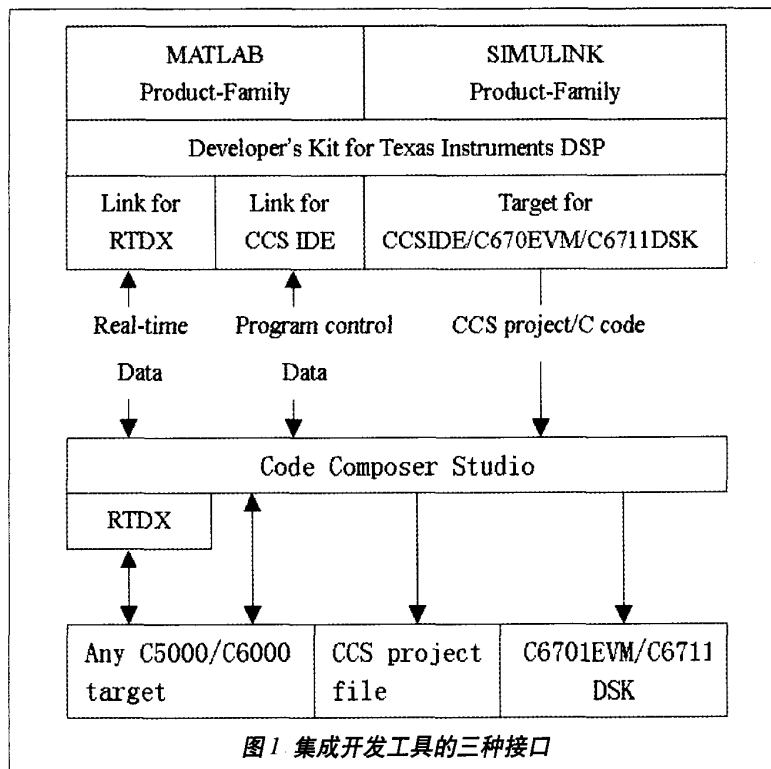 MATLAB
Product-Family
SIMULINK
Product-Family
Developer's Kit for Texas Instruments DSP
Link for
RTDX
Link for
CCS IDE
Target for
CCSIDE/C670EVM/C6711DSK
Real-time
Data
Program control
Data
CCS project/C code
Code Composer Studio
RTDX
Any C5000/C6000
target
CCS project
file
C6701EVM/C6711
DSK
图1 集成开发工具的三种接口